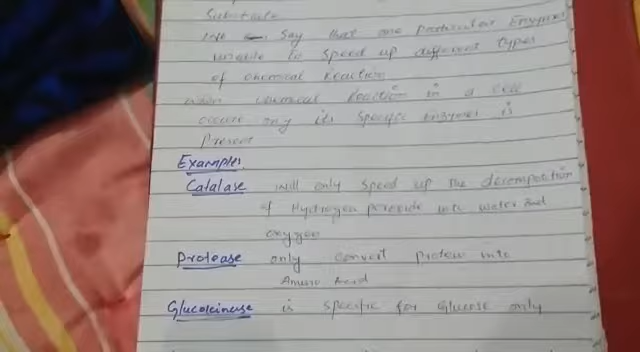 Substrate
We say that one particular Enzymes
unable to speed up different types
of chemical Reaction
chemical Reaction in a cell
occure only its specific Enzymes is
Present
Examples
Catalase will only speed up the decomposition
of Hydrogen peroxide into water and
oxygen
Protease only convert Protein into
Amino Acid
is specific for Glucose only